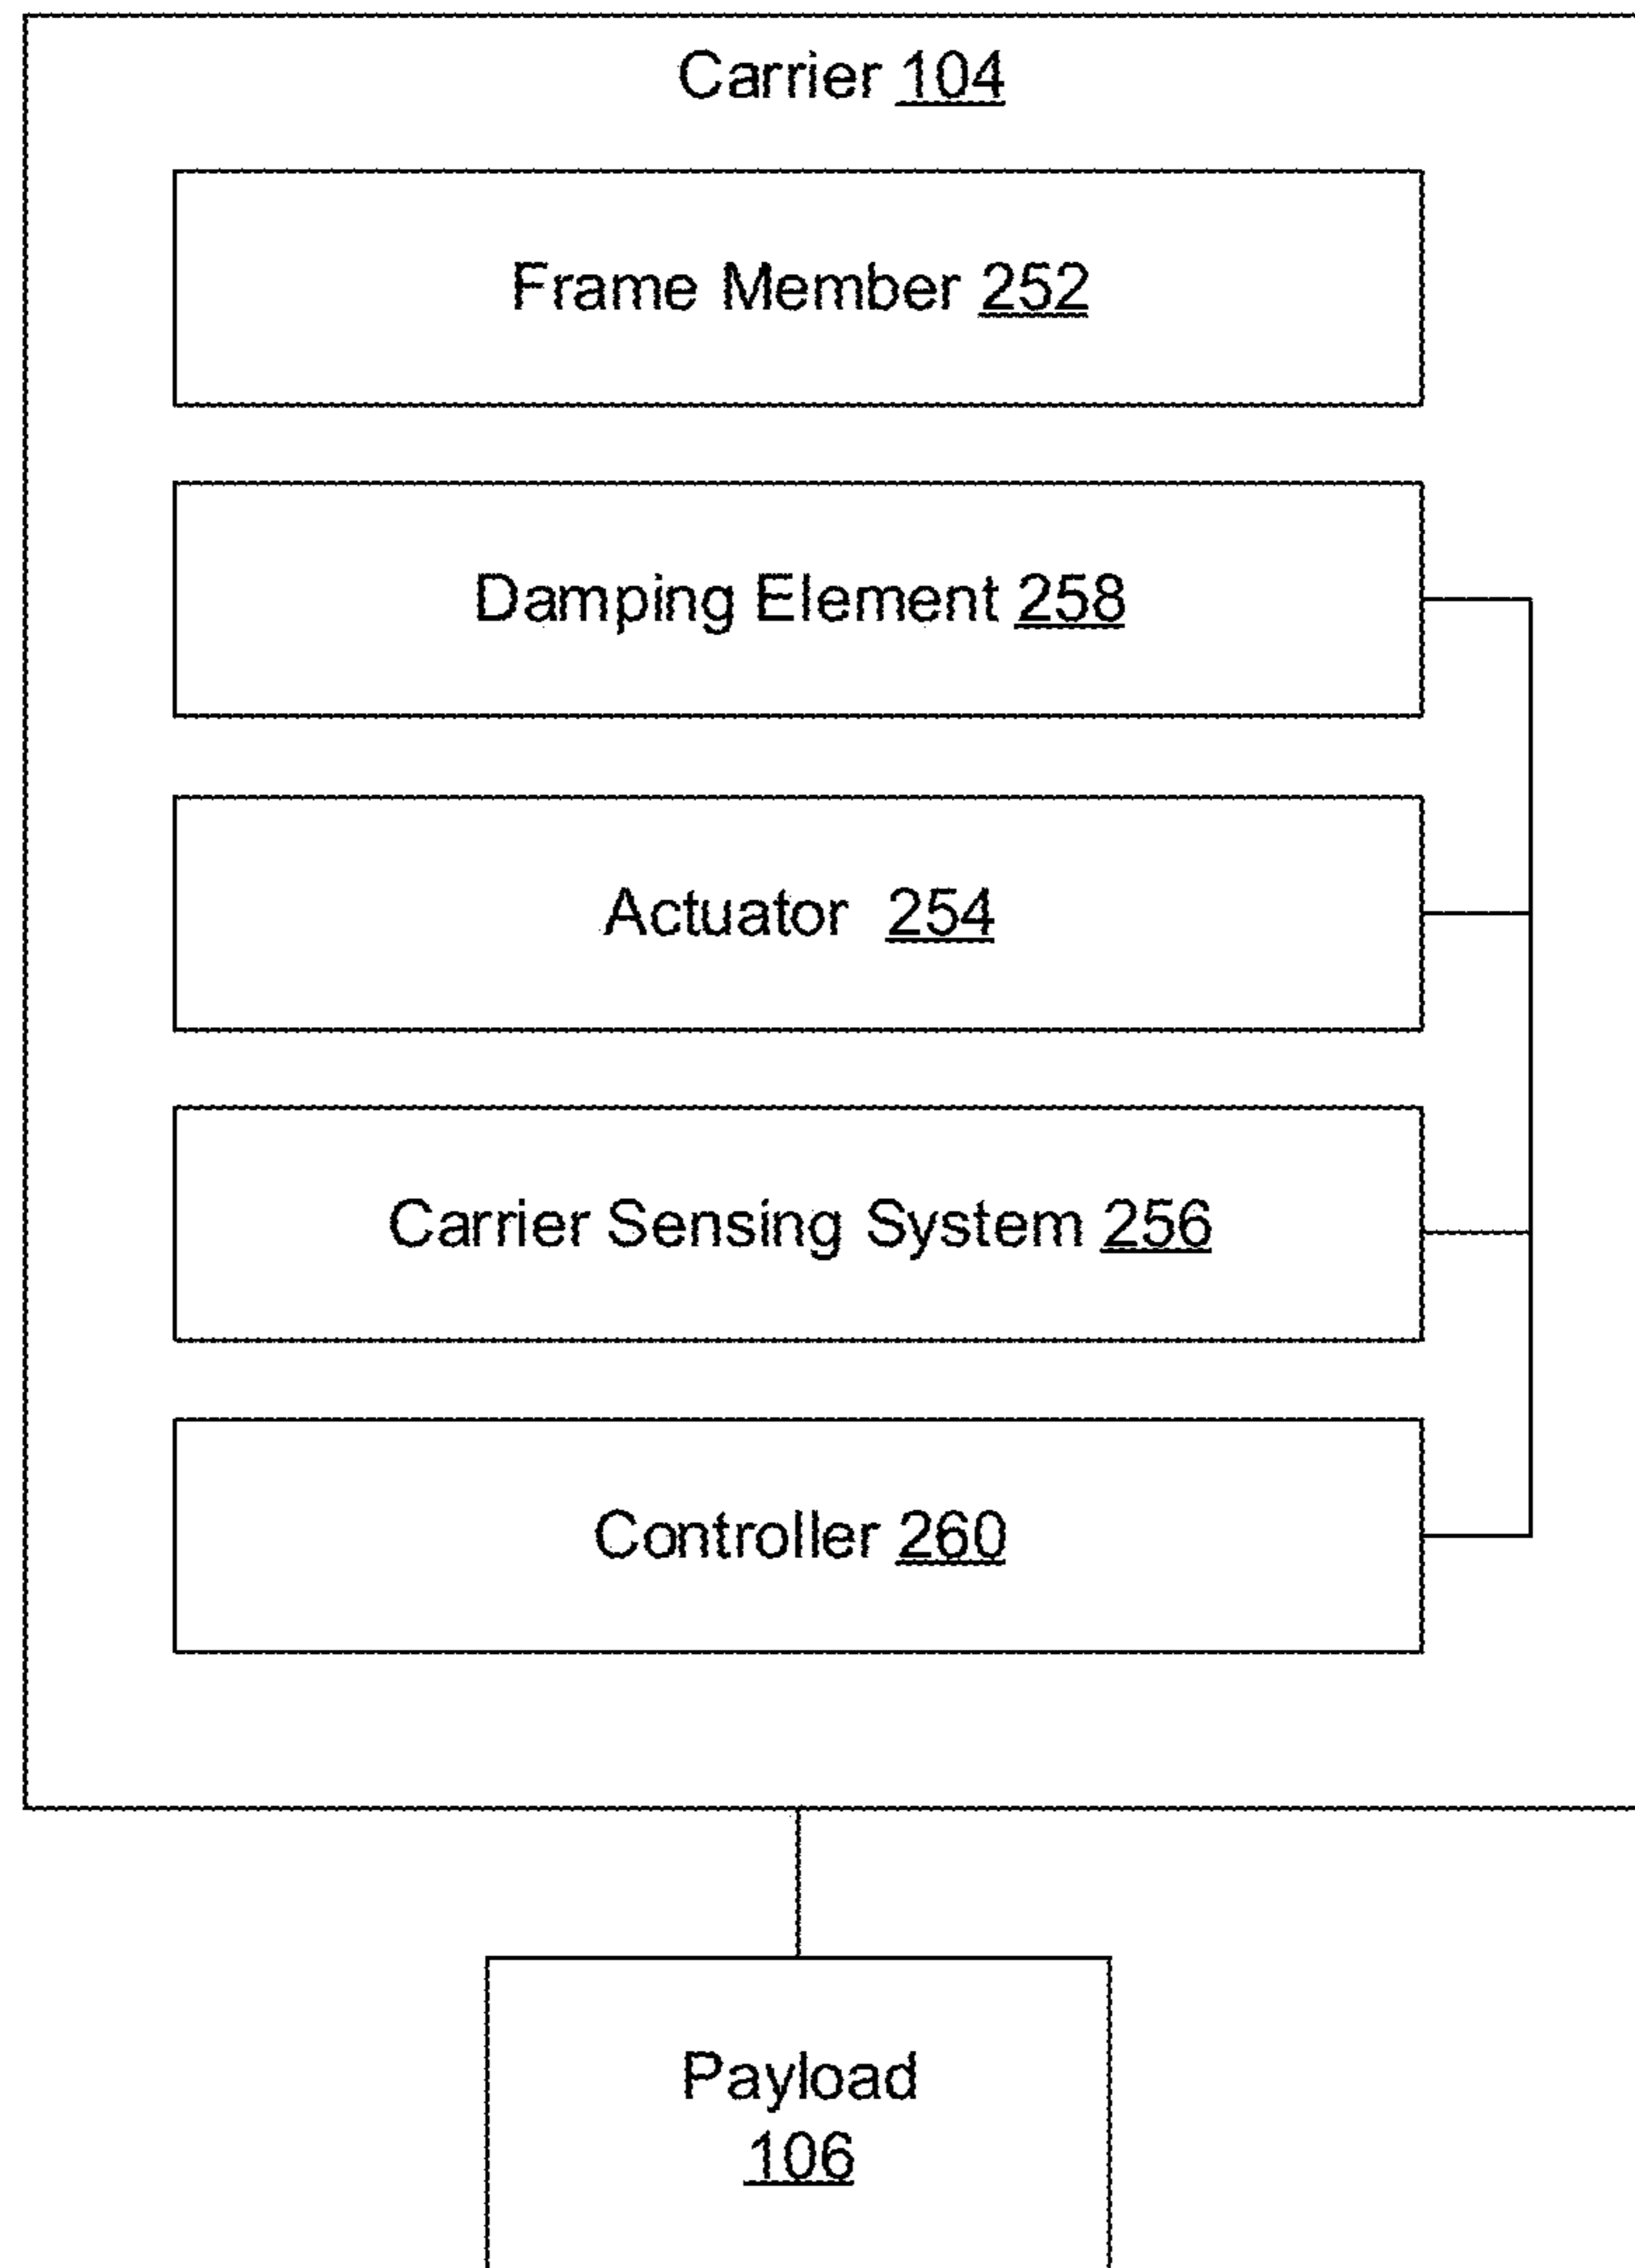 Carrier 104
Frame Member 252
Damping Element 258
Actuator 254
Carrier Sensing System 256
Controller 260
Payload
106